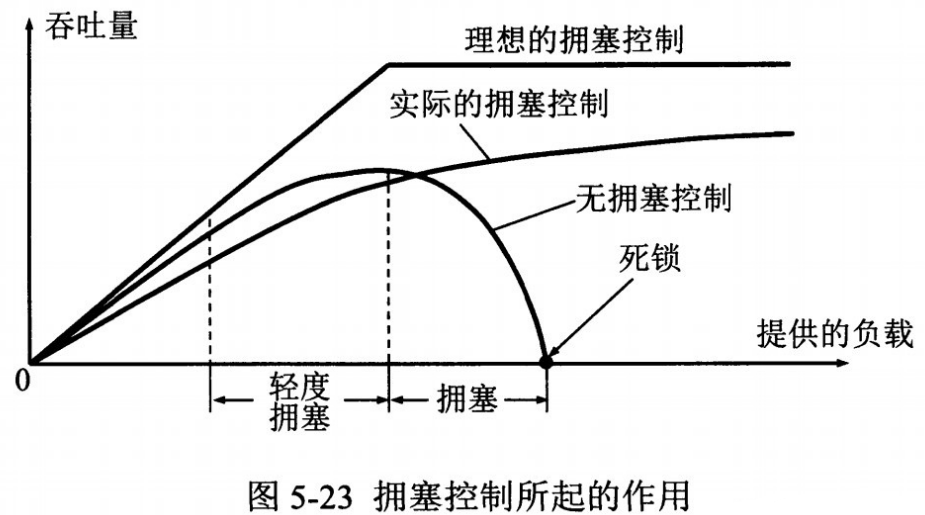 吞吐量
理想的拥塞控制
实际的拥塞控制
无拥塞控制
死锁
提供的负载
0
轻度
拥塞
拥塞
图 5-23 拥塞控制所起的作用